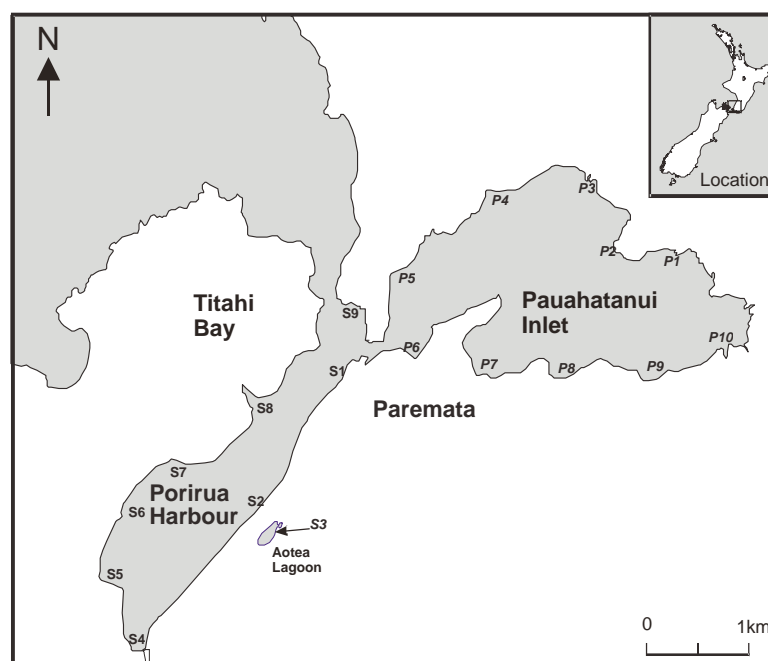 N
Location
P3
P4
P2
P1
P5
Titahi
Bay
S9
Pauahatanui
Inlet
P10
P6
S1
P7
P8
P9
Paremata
S8
S7
Porirua
Harbour
S6
S2
S3
Aotea
Lagoon
S5
S4
0
1km